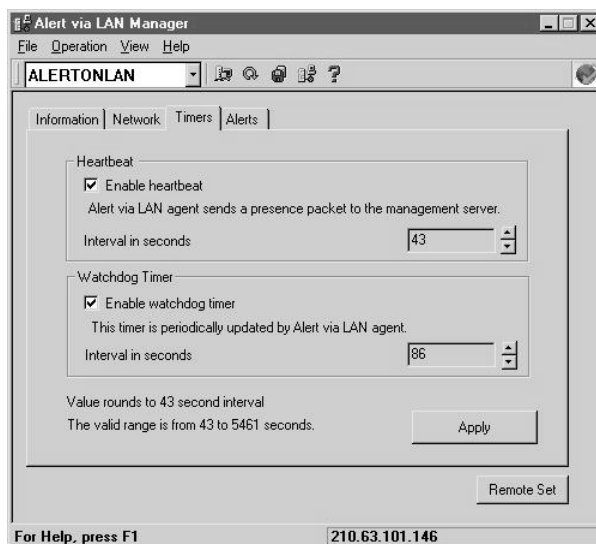 Alert via LAN Manager
File Operation View Help
ALERTONLAN
Information Network Timers Alerts
Heartbeat
Enable heartbeat
Alert via LAN agent sends a presence packet to the management server.
Interval in seconds 43
Watchdog Timer
Enable watchdog timer
This timer is periodically updated by Alert via LAN agent.
Interval in seconds 86
Value rounds to 43 second interval
The valid range is from 43 to 5461 seconds.
Apply
Remote Set
For Help, press F1 210.63.101.146